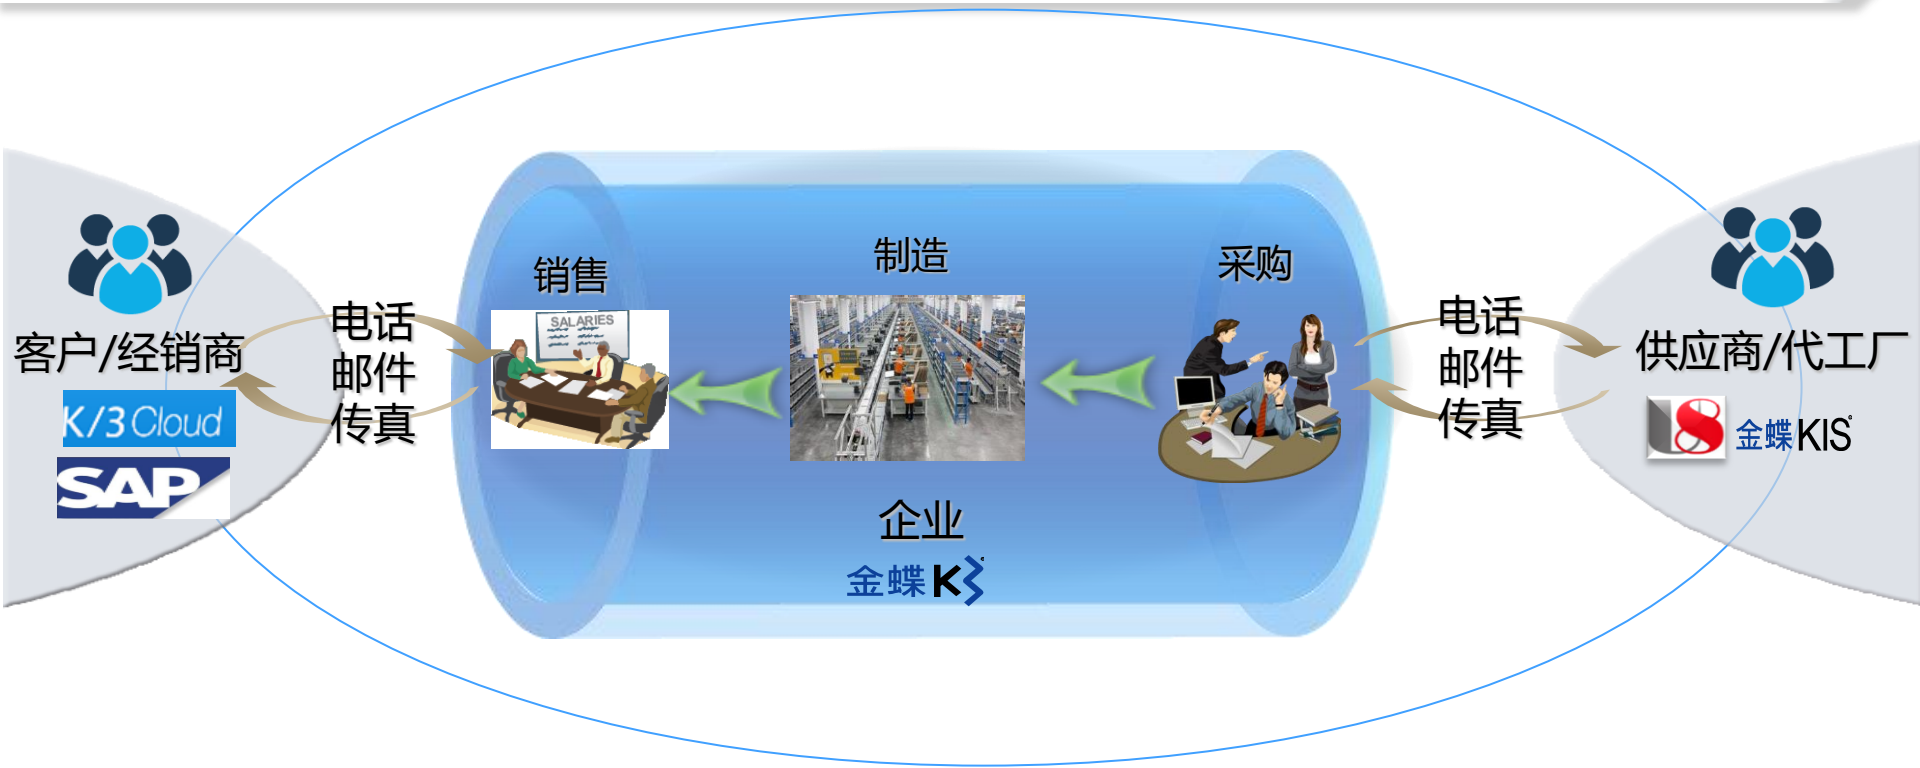 客户/经销商
K/3 Cloud
SAP
电话
邮件
传真
销售
SALARIES
制造
采购
企业
金蝶K3
电话
邮件
传真
供应商/代工厂
金蝶KIS